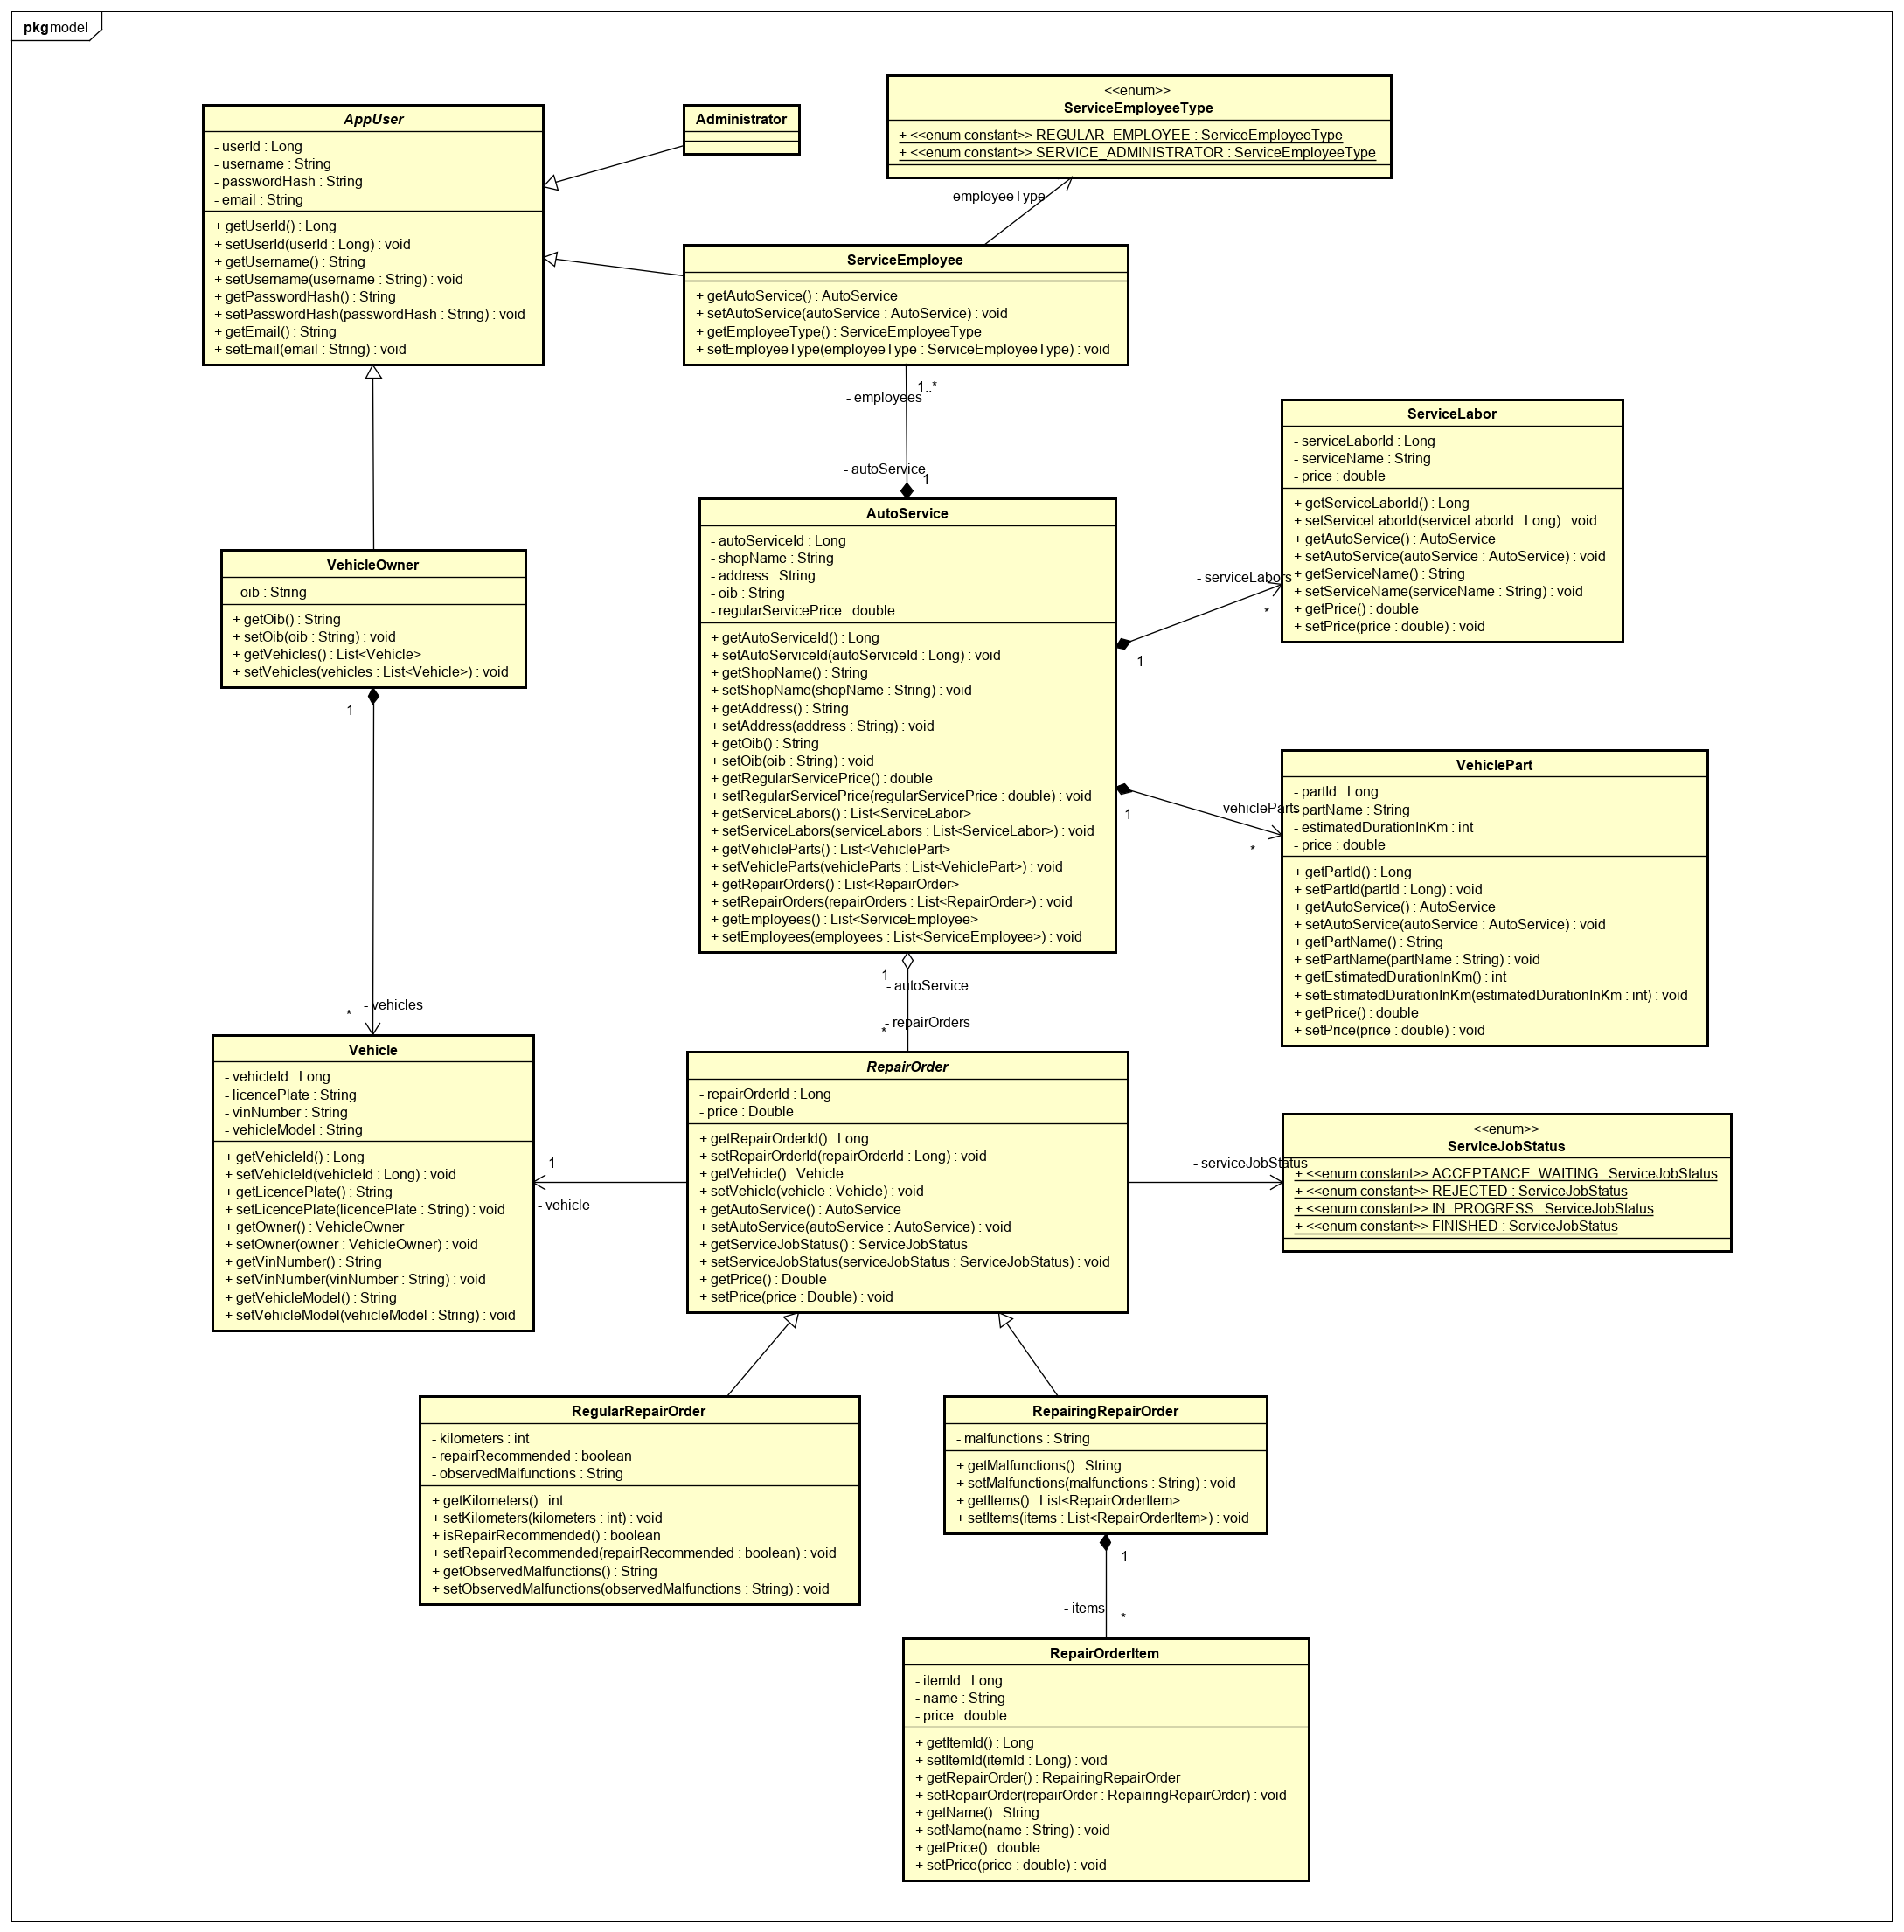 pkg model
AppUser
- userId : Long
- username : String
- passwordHash : String
- email : String
+ getUserId() : Long
+ setUserId(userId : Long) : void
+ getUsername() : String
+ setUsername(username : String) : void
+ getPasswordHash() : String
+ setPasswordHash(passwordHash : String) : void
+ getEmail() : String
+ setEmail(email : String) : void
Administrator
<<enum>>
ServiceEmployeeType
+ <<enum constant>> REGULAR_EMPLOYEE : ServiceEmployeeType
+ <<enum constant>> SERVICE_ADMINISTRATOR : ServiceEmployeeType
- employeeType
ServiceEmployee
+ getAutoService() : AutoService
+ setAutoService(autoService : AutoService) : void
+ getEmployeeType() : ServiceEmployeeType
+ setEmployeeType(employeeType : ServiceEmployeeType) : void
1..*
- employees
- autoService
1
ServiceLabor
- serviceLaborId : Long
- serviceName : String
- price : double
+ getServiceLaborId() : Long
+ setServiceLaborId(serviceLaborId : Long) : void
+ getAutoService() : AutoService
+ setAutoService(autoService : AutoService) : void
+ getServiceName() : String
+ setServiceName(serviceName : String) : void
+ getPrice() : double
+ setPrice(price : double) : void
- serviceLabors
*
1
AutoService
- autoServiceId : Long
- shopName : String
- address : String
- oib : String
- regularServicePrice : double
+ getAutoServiceId() : Long
+ setAutoServiceId(autoServiceId : Long) : void
+ getShopName() : String
+ setShopName(shopName : String) : void
+ getAddress() : String
+ setAddress(address : String) : void
+ getOib() : String
+ setOib(oib : String) : void
+ getRegularServicePrice() : double
+ setRegularServicePrice(regularServicePrice : double) : void
+ getServiceLabors() : List<ServiceLabor>
+ setServiceLabors(serviceLabors : List<ServiceLabor>) : void
+ getVehicleParts() : List<VehiclePart>
+ setVehicleParts(vehicleParts : List<VehiclePart>) : void
+ getRepairOrders() : List<RepairOrder>
+ setRepairOrders(repairOrders : List<RepairOrder>) : void
+ getEmployees() : List<ServiceEmployee>
+ setEmployees(employees : List<ServiceEmployee>) : void
VehicleOwner
- oib : String
+ getOib() : String
+ setOib(oib : String) : void
+ getVehicles() : List<Vehicle>
+ setVehicles(vehicles : List<Vehicle>) : void
1
- vehicles
*
- vehicleParts
1
*
VehiclePart
- partId : Long
- partName : String
- estimatedDurationInKm : int
- price : double
+ getPartId() : Long
+ setPartId(partId : Long) : void
+ getAutoService() : AutoService
+ setAutoService(autoService : AutoService) : void
+ getPartName() : String
+ setPartName(partName : String) : void
+ getEstimatedDurationInKm() : int
+ setEstimatedDurationInKm(estimatedDurationInKm : int) : void
+ getPrice() : double
+ setPrice(price : double) : void
1
- autoService
- repairOrders
*
Vehicle
- vehicleId : Long
- licencePlate : String
- vinNumber : String
- vehicleModel : String
+ getVehicleId() : Long
+ setVehicleId(vehicleId : Long) : void
+ getLicencePlate() : String
+ setLicencePlate(licencePlate : String) : void
+ getOwner() : VehicleOwner
+ setOwner(owner : VehicleOwner) : void
+ getVinNumber() : String
+ setVinNumber(vinNumber : String) : void
+ getVehicleModel() : String
+ setVehicleModel(vehicleModel : String) : void
1
- vehicle
RepairOrder
- repairOrderId : Long
- price : Double
+ getRepairOrderId() : Long
+ setRepairOrderId(repairOrderId : Long) : void
+ getVehicle() : Vehicle
+ setVehicle(vehicle : Vehicle) : void
+ getAutoService() : AutoService
+ setAutoService(autoService : AutoService) : void
+ getServiceJobStatus() : ServiceJobStatus
+ setServiceJobStatus(serviceJobStatus : ServiceJobStatus) : void
+ getPrice() : Double
+ setPrice(price : Double) : void
- serviceJobStatus
<<enum>>
ServiceJobStatus
+ <<enum constant>> ACCEPTANCE_WAITING : ServiceJobStatus
+ <<enum constant>> REJECTED : ServiceJobStatus
+ <<enum constant>> IN_PROGRESS : ServiceJobStatus
+ <<enum constant>> FINISHED : ServiceJobStatus
RegularRepairOrder
- kilometers : int
- repairRecommended : boolean
- observedMalfunctions : String
+ getKilometers() : int
+ setKilometers(kilometers : int) : void
+ isRepairRecommended() : boolean
+ setRepairRecommended(repairRecommended : boolean) : void
+ getObservedMalfunctions() : String
+ setObservedMalfunctions(observedMalfunctions : String) : void
RepairingRepairOrder
- malfunctions : String
+ getMalfunctions() : String
+ setMalfunctions(malfunctions : String) : void
+ getItems() : List<RepairOrderItem>
+ setItems(items : List<RepairOrderItem>) : void
1
- items
*
RepairOrderItem
- itemId : Long
- name : String
- price : double
+ getItemId() : Long
+ setItemId(itemId : Long) : void
+ getRepairOrder() : RepairingRepairOrder
+ setRepairOrder(repairOrder : RepairingRepairOrder) : void
+ getName() : String
+ setName(name : String) : void
+ getPrice() : double
+ setPrice(price : double) : void